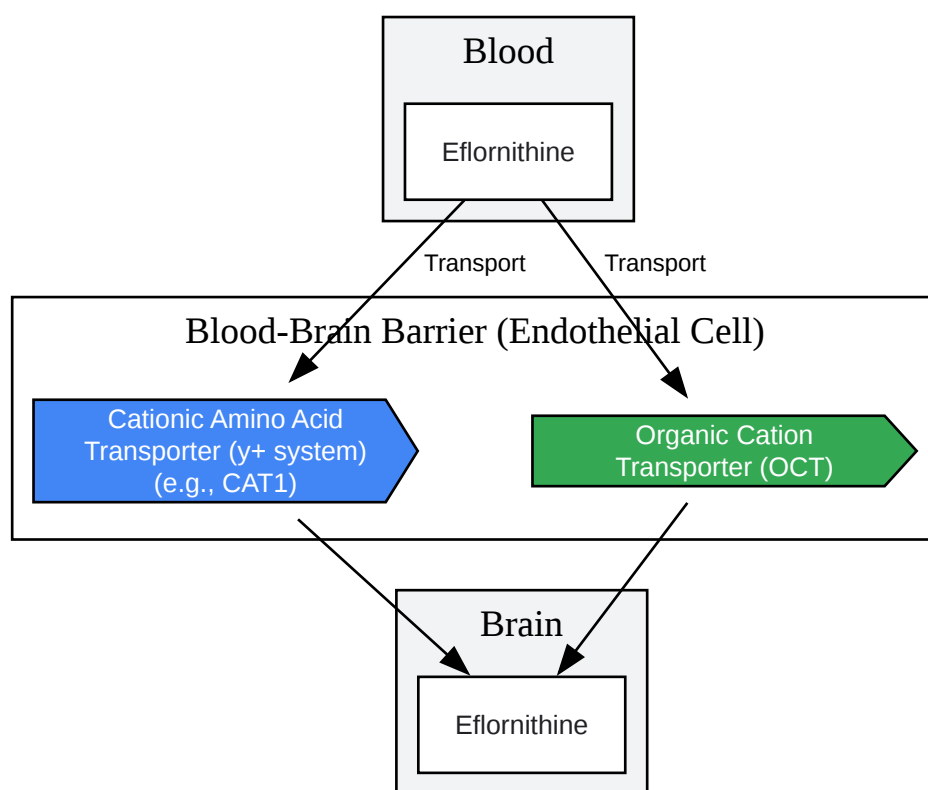 Blood
Eflornithine
Transport
Transport
Blood-Brain Barrier (Endothelial Cell)
Cationic Amino Acid
Transporter (y+ system)
(e.g., CAT1)
Organic Cation
Transporter (OCT)
Brain
Eflornithine